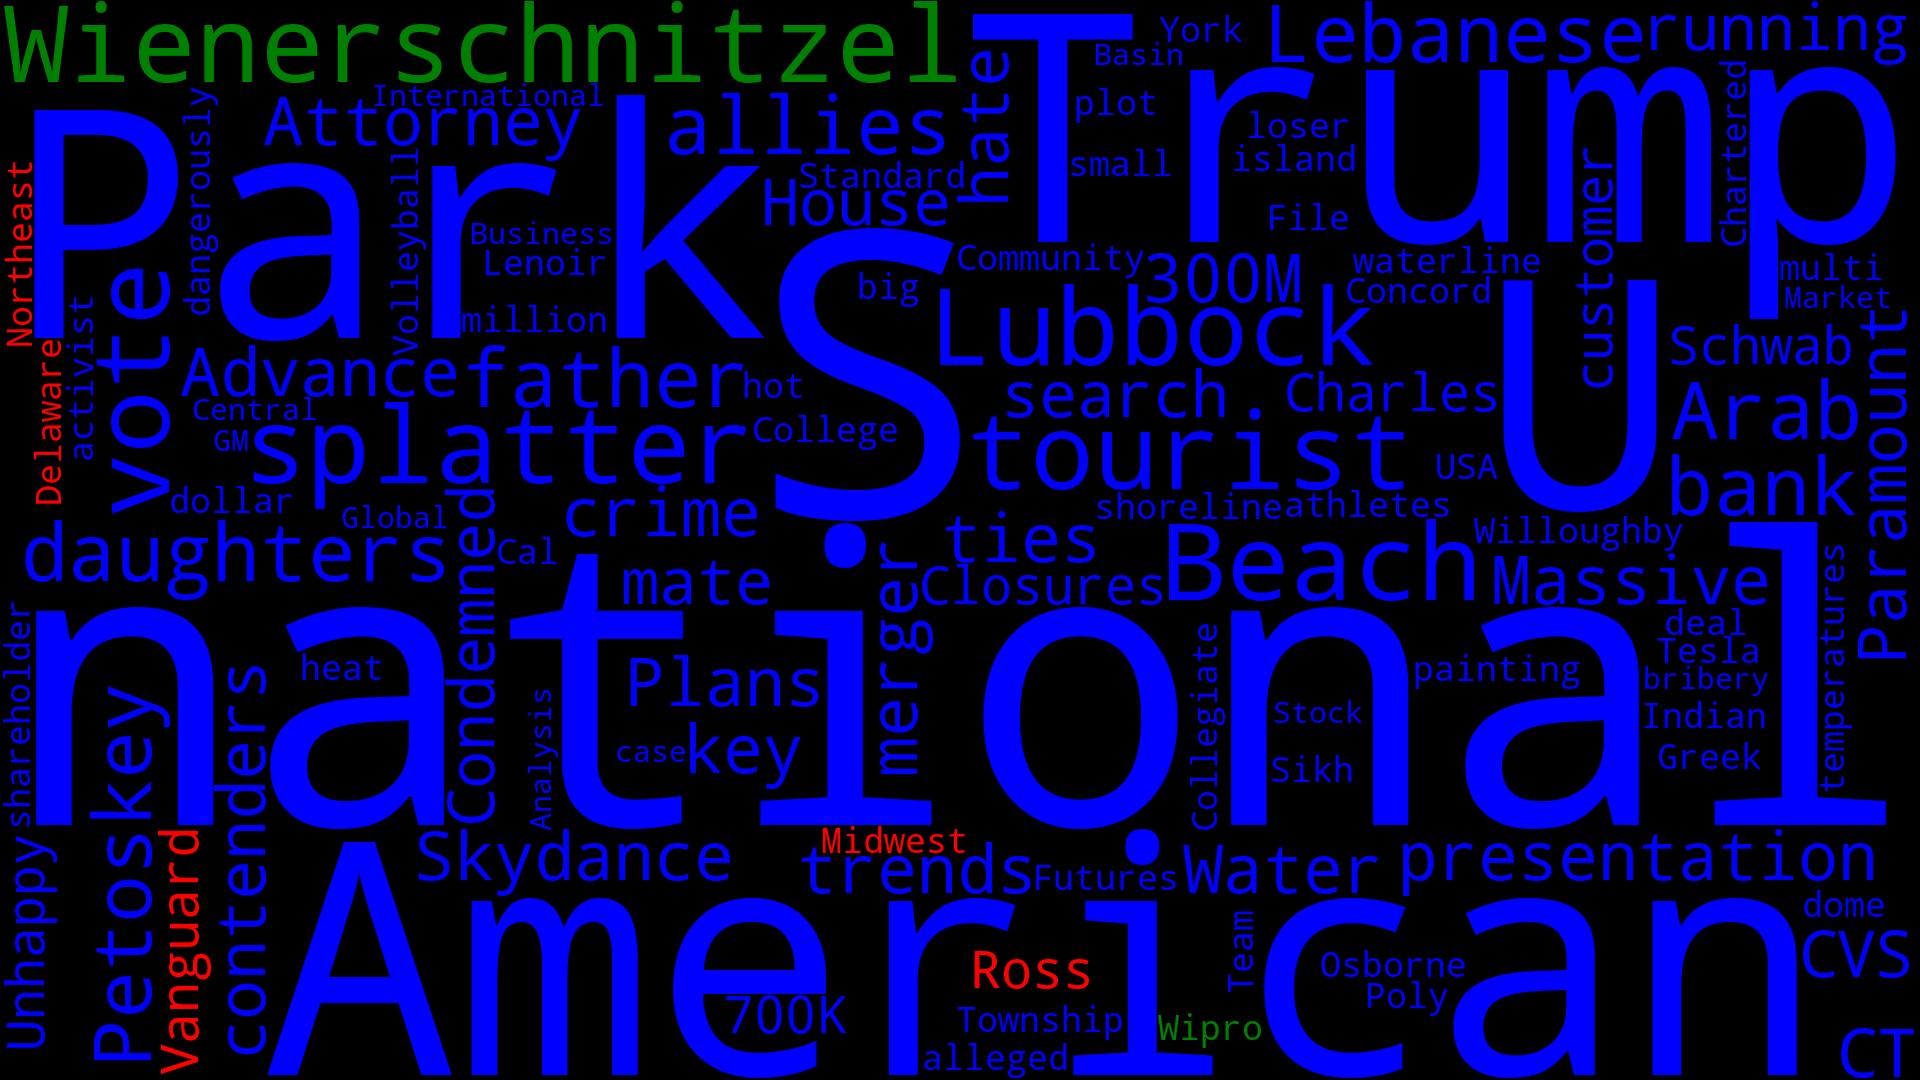 Wienerschnitzel
Trump
York
Basin
Lebanese
running
International
Attorney
allies
hate
plot
loser
island
small
Chartered
dangerously
Park
Standard
House
File
customer
Northeast
volleyball
Business
Lenoir
million
S
big
Community
300M
waterline
Concord
multi
Market
vote
activist
Delaware
Lubbock
U
Schwab
Paramount
Advance
father
hot
search
Charles
Arab
Central
GM
splatter
College
tourist
USA
bank
dollar
Global
crime
shoreline
athletes
daughters
Condemned
Cal
ties
Beach
Willoughby
mate
merger
Closures
Massive
temperatures
national
shareholder
heat
Plans
Collegiate
painting
deal
Tesla
bribery
Indian
Greek
Stock
Sikh
Analysis
case
key
Petoskey
contenders
Unhappy
Vanguard
Skydance
Midwest
trends
Futures
Water
presentation
American
dome
CVS
Team
Ross
Osborne
Poly
700K
Township
Wipro
alleged
CT